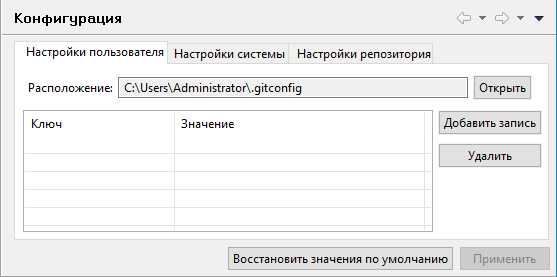 Конфигурация
Настройки пользователя Настройки системы Настройки репозитория
Расположение: C:\Users\Administrator\.gitconfig Открыть
Ключ Значение Добавить запись
Удалить
Восстановить значения по умолчанию Применить